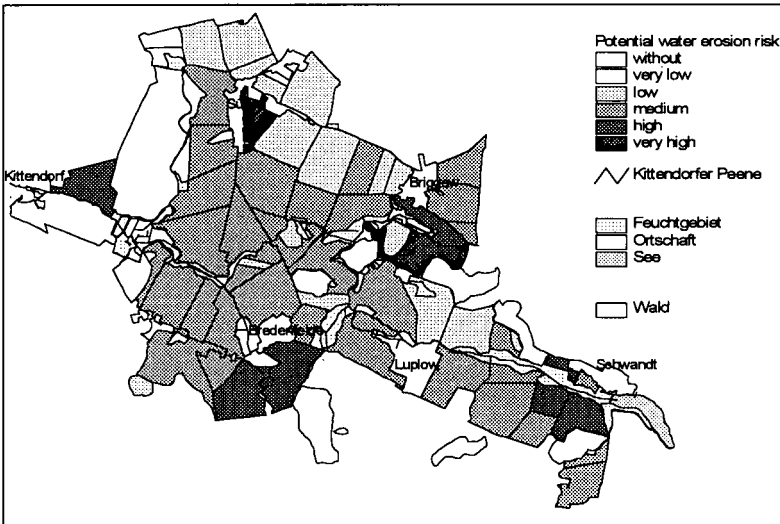 Potential water erosion risk
without
very low
low
medium
high
very high
Kittendorfer Peene
Feuchtgebiet
Ortschaft
See
Wald
Kittendorf
Briggow
Bredenfelde
Luplow
Schwandt